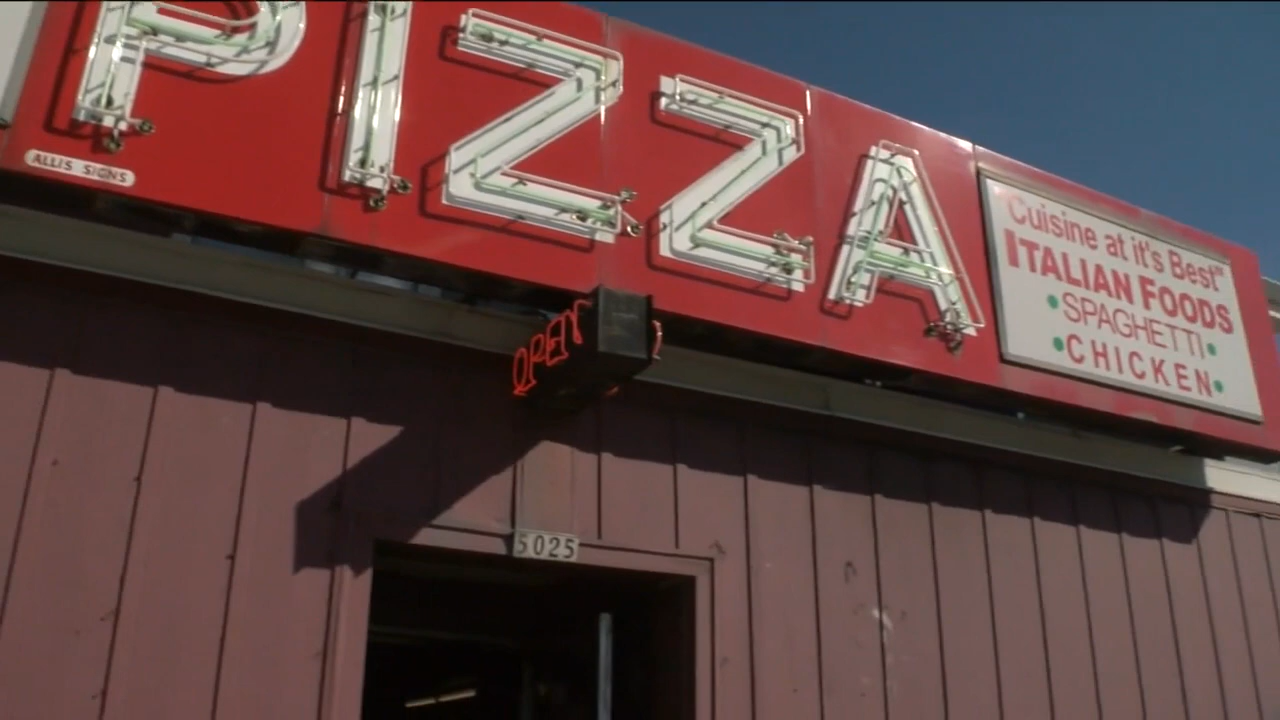 PIZZA
ALLIS SIGNS
Cuisine at it's Best"
ITALIAN FOODS
•SPAGHETTI•
•CHICKEN•
OPEN
5025